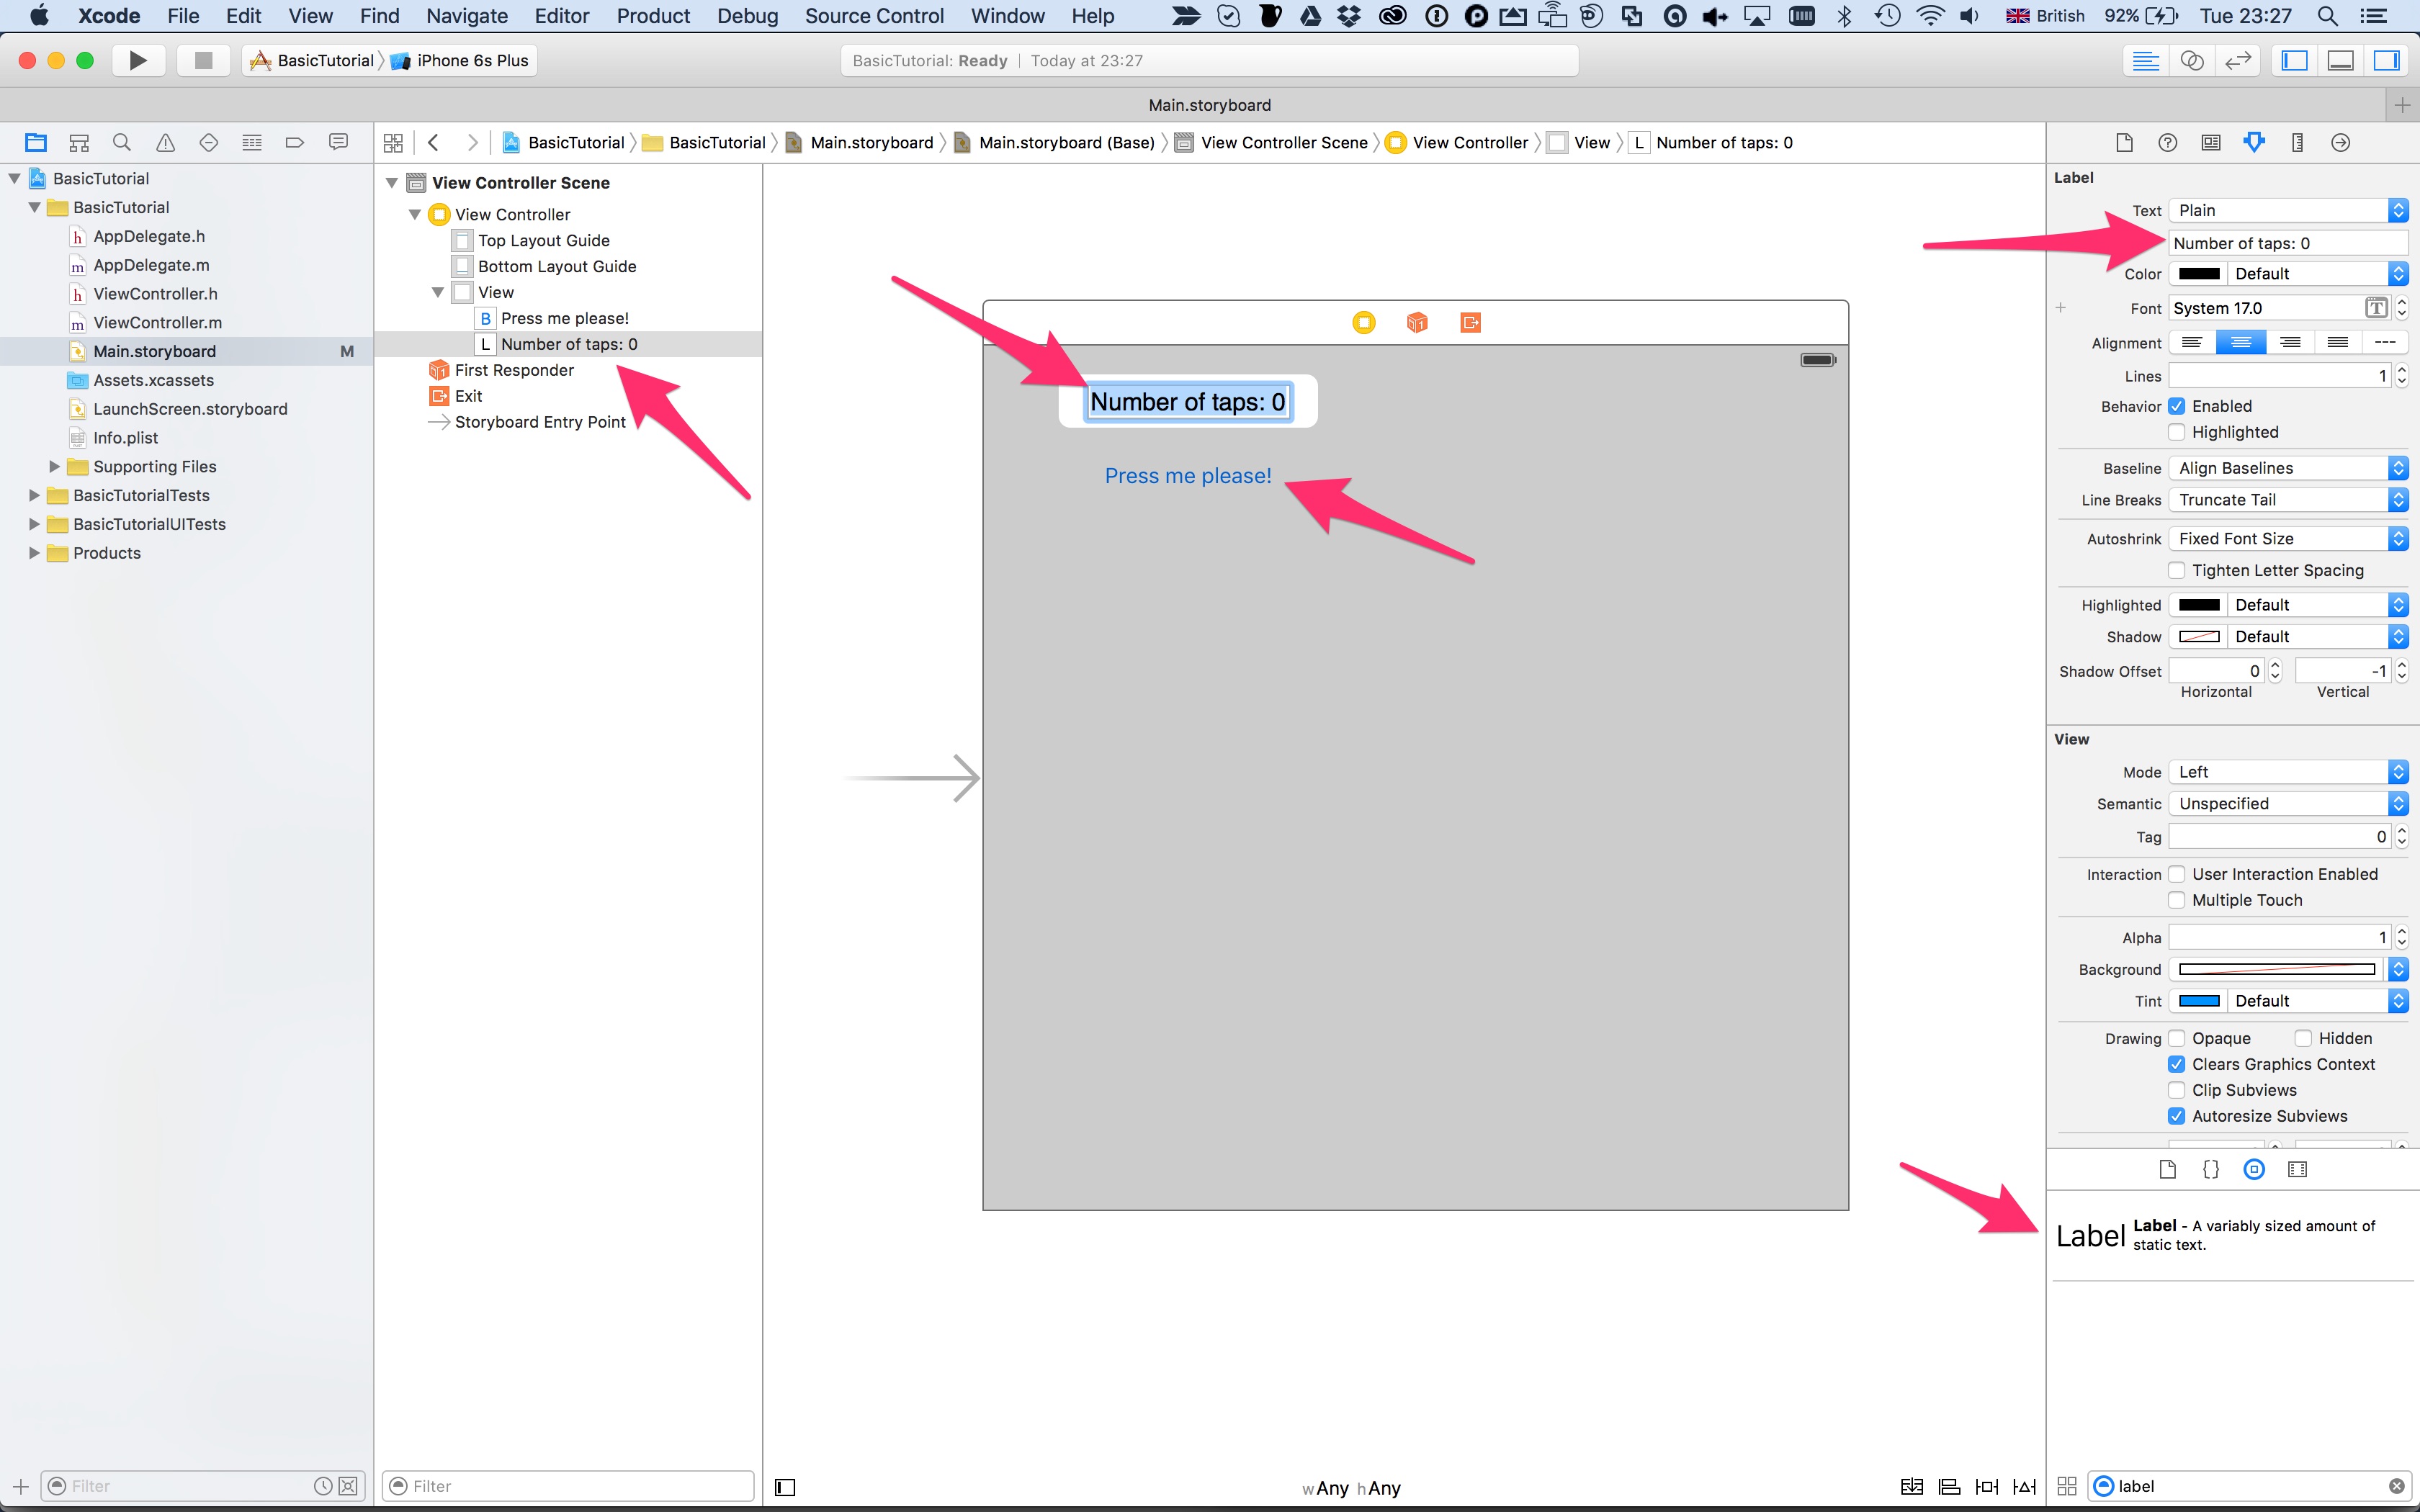 Xcode File Edit View Find Navigate Editor Product Debug Source Control Window Help British 92% Tue 23:27
BasicTutorial iPhone 6s Plus BasicTutorial: Ready | Today at 23:27
Main.storyboard
BasicTutorial BasicTutorial Main.storyboard Main.storyboard (Base) View Controller Scene View Controller View L Number of taps: 0
BasicTutorial
BasicTutorial
h AppDelegate.h
m AppDelegate.m
h ViewController.h
m ViewController.m
Main.storyboard M
Assets.xcassets
LaunchScreen.storyboard
Info.plist
Supporting Files
BasicTutorialTests
BasicTutorialUITests
Products
Filter
View Controller Scene
View Controller
Top Layout Guide
Bottom Layout Guide
View
B Press me please!
L Number of taps: 0
1 First Responder
Exit
Storyboard Entry Point
Filter
1
Number of taps: 0
Press me please!
wAny hAny
Label
Text Plain
Number of taps: 0
Color Default
Font System 17.0 T
Alignment
Lines 1
Behavior Enabled
Highlighted
Baseline Align Baselines
Line Breaks Truncate Tail
Autoshrink Fixed Font Size
Tighten Letter Spacing
Highlighted Default
Shadow Default
Shadow Offset 0 -1
Horizontal Vertical
View
Mode Left
Semantic Unspecified
Tag 0
Interaction User Interaction Enabled
Multiple Touch
Alpha 1
Background
Tint Default
Drawing Opaque Hidden
Clears Graphics Context
Clip Subviews
Autoresize Subviews
{}
Label Label - A variably sized amount of
static text.
label